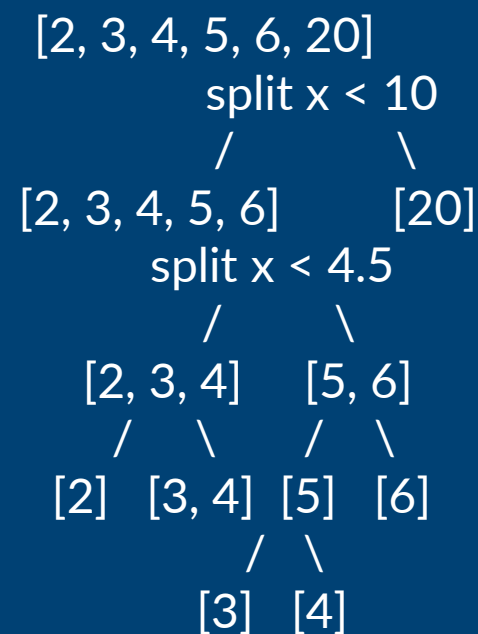 [2, 3, 4, 5, 6, 20]
split x < 10
/ \
[2, 3, 4, 5, 6] [20]
split x < 4.5
/ \
[2, 3, 4] [5, 6]
/ \ / \
[2] [3, 4] [5] [6]
/ \
[3] [4]